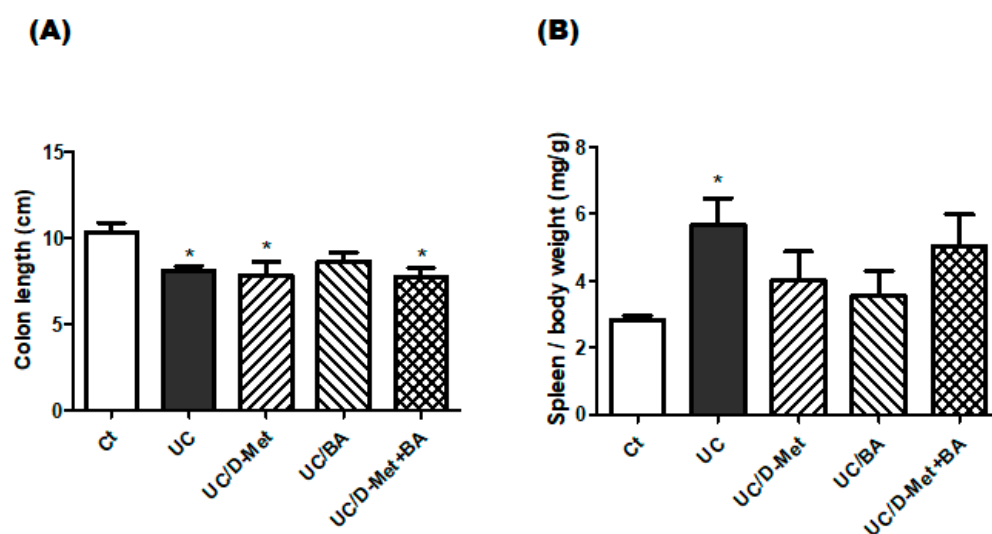 (A)
Colon length (cm)
15
10
5
0
*
*
*
Ct
UC
UC/D-Met
UC/BA
UC/D-Met+BA
(B)
Spleen / body weight (mg/g)
8
6
4
2
0
*
Ct
UC
UC/D-Met
UC/BA
UC/D-Met+BA